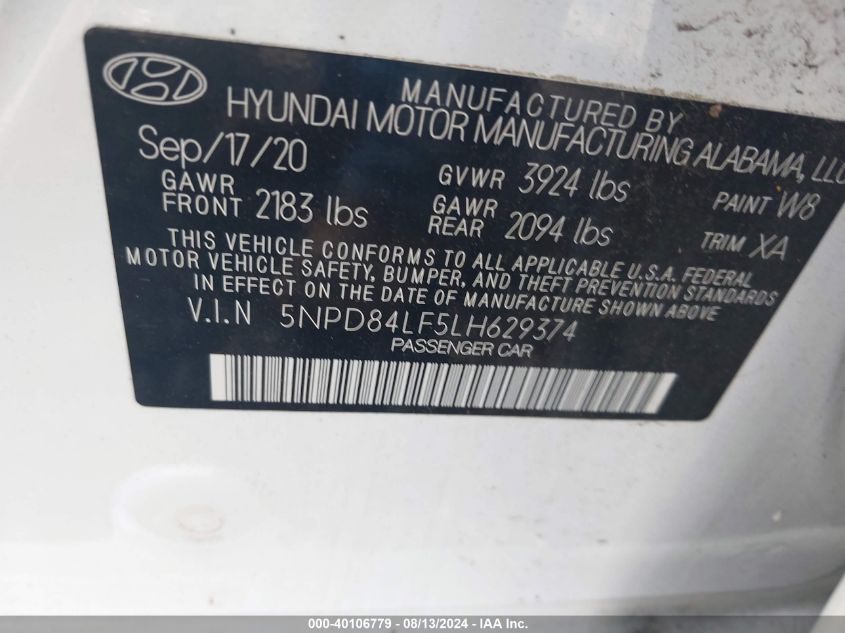 MANUFACTURED BY
HYUNDAI MOTOR MANUFACTURING ALABAMA, LLC
Sep/17/20
GVWR 3924 lbs
PAINT W8
GAWR FRONT 2183 lbs
GAWR REAR 2094 lbs
TRIM XA
THIS VEHICLE CONFORMS TO ALL APPLICABLE U.S.A. FEDERAL
MOTOR VEHICLE SAFETY, BUMPER, AND THEFT PREVENTION STANDARDS
IN EFFECT ON THE DATE OF MANUFACTURE SHOWN ABOVE.
V.I.N 5NPD84LF5LH629374
PASSENGER CAR
000-40106779 - 08/13/2024 - IAA Inc.